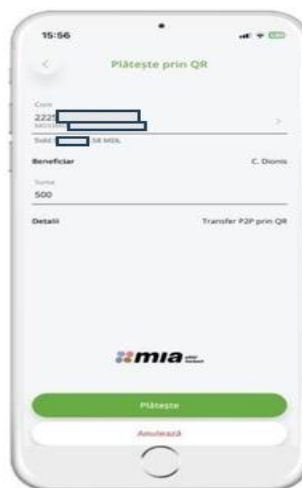 15:56
Plătește prin QR
Cont
2225
Sold
58 MDL
Beneficiar C. Dionis
Suma
500
Detalii Transfer P2P prin QR
mia
Plătește
Anulează